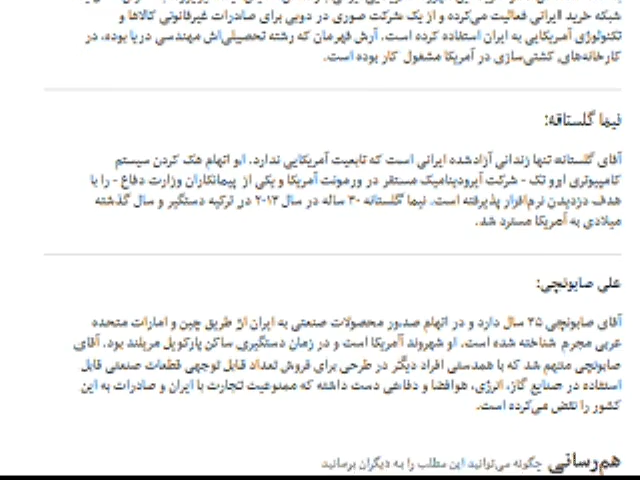 شبکه خرید ایرانی فعالیت می‌کرده و از یک شرکت صوری در دوبی برای صادرات غیرقانونی کالاها و
تکنولوژی آمریکایی به ایران استفاده کرده است. آرش قهرمان که رشته تحصیلی‌اش مهندسی دریا بوده، در
کارخانه‌های کشتی‌سازی در آمریکا مشغول کار بوده است.
نیما گلستانه:
آقای گلستانه تنها زندانی آزادشده ایرانی است که تابعیت آمریکایی ندارد. او اتهام هک کردن سیستم
کامپیوتری ارو تک - شرکت آیرودینامیک مستقر در ورمونت آمریکا و یکی از پیمانکاران وزارت دفاع - را با
هدف دزدیدن نرم‌افزار پذیرفته است. نیما گلستانه ۳۰ ساله در سال ۲۰۱۳ در ترکیه دستگیر و سال گذشته
میلادی به آمریکا مسترد شد.
علی صابونچی:
آقای صابونچی ۳۵ سال دارد و در اتهام صدور محصولات صنعتی به ایران از طریق چین و امارات متحده
عربی مجرم شناخته شده است. او شهروند آمریکا است و در زمان دستگیری ساکن پارکویل مریلند بود. آقای
صابونچی متهم شد که با همدستی افراد دیگر در طرحی برای فروش تعداد قابل توجهی قطعات صنعتی قابل
استفاده در صنایع گاز، انرژی، هوافضا و دفاعی دست داشته که ممنوعیت تجارت با ایران و صادرات به این
کشور را نقض می‌کرده است.
هم‌رسانی چگونه می‌توانید این مطلب را به دیگران برسانید